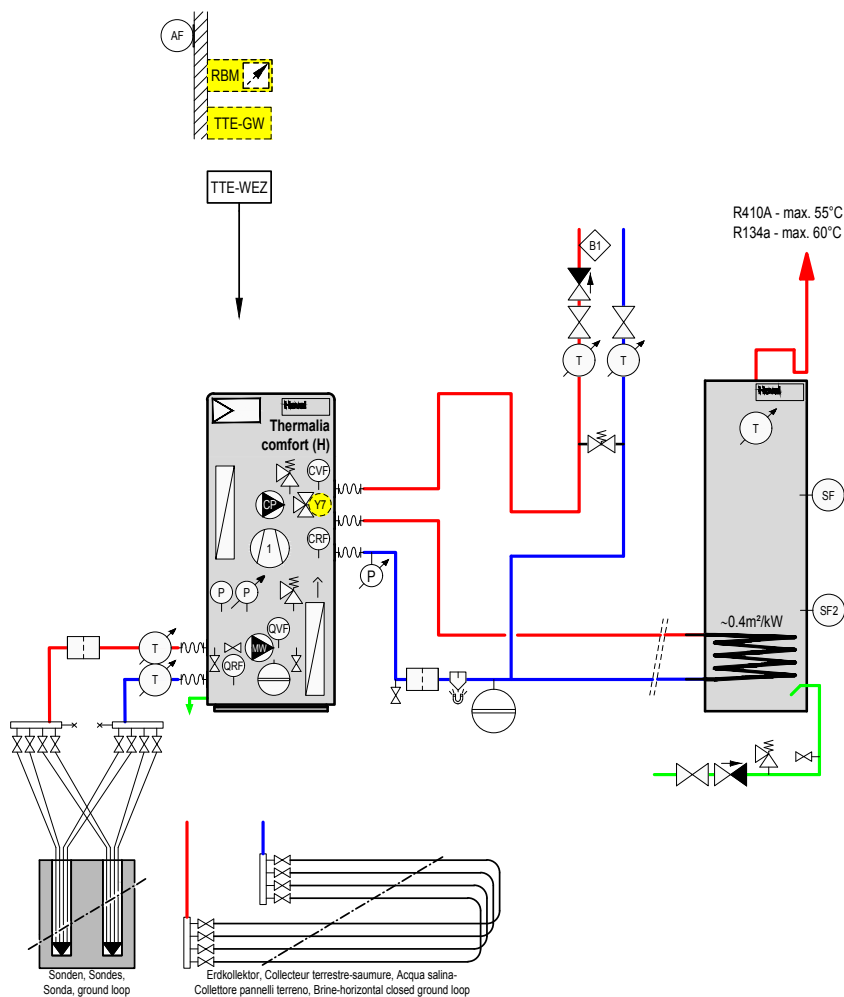 AF
RBM
TTE-GW
TTE-WEZ
R410A - max. 55°C
R134a - max. 60°C
B1
T
T
Hoval
Thermalia
comfort (H)
CVF
CP
Y7
CRF
1
P
P
P
QVF
MW
QRF
T
T
Hoval
T
SF
SF2
~0.4m²/kW
Sonden, Sondes,
Sonda, ground loop
Erdkollektor, Collecteur terrestre-saumure, Acqua salina-
Collettore pannelli terreno, Brine-horizontal closed ground loop